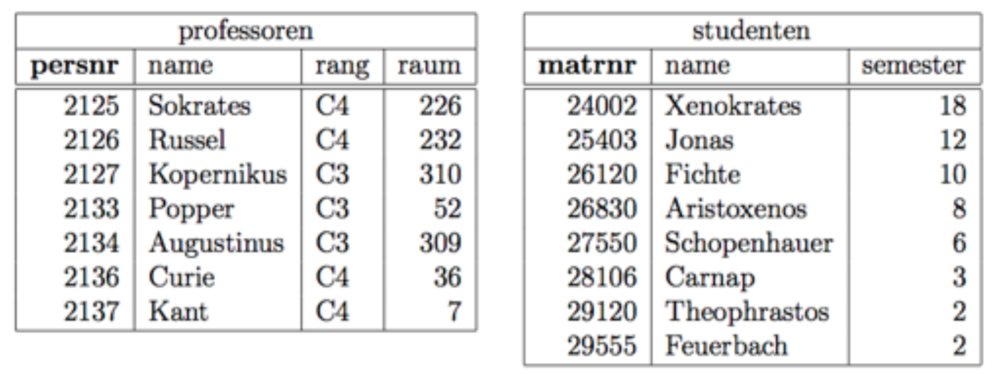 professoren
persnr name rang raum
2125 Sokrates C4 226
2126 Russel C4 232
2127 Kopernikus C3 310
2133 Popper C3 52
2134 Augustinus C3 309
2136 Curie C4 36
2137 Kant C4 7
studenten
matrnr name semester
24002 Xenokrates 18
25403 Jonas 12
26120 Fichte 10
26830 Aristoxenos 8
27550 Schopenhauer 6
28106 Carnap 3
29120 Theophrastos 2
29555 Feuerbach 2